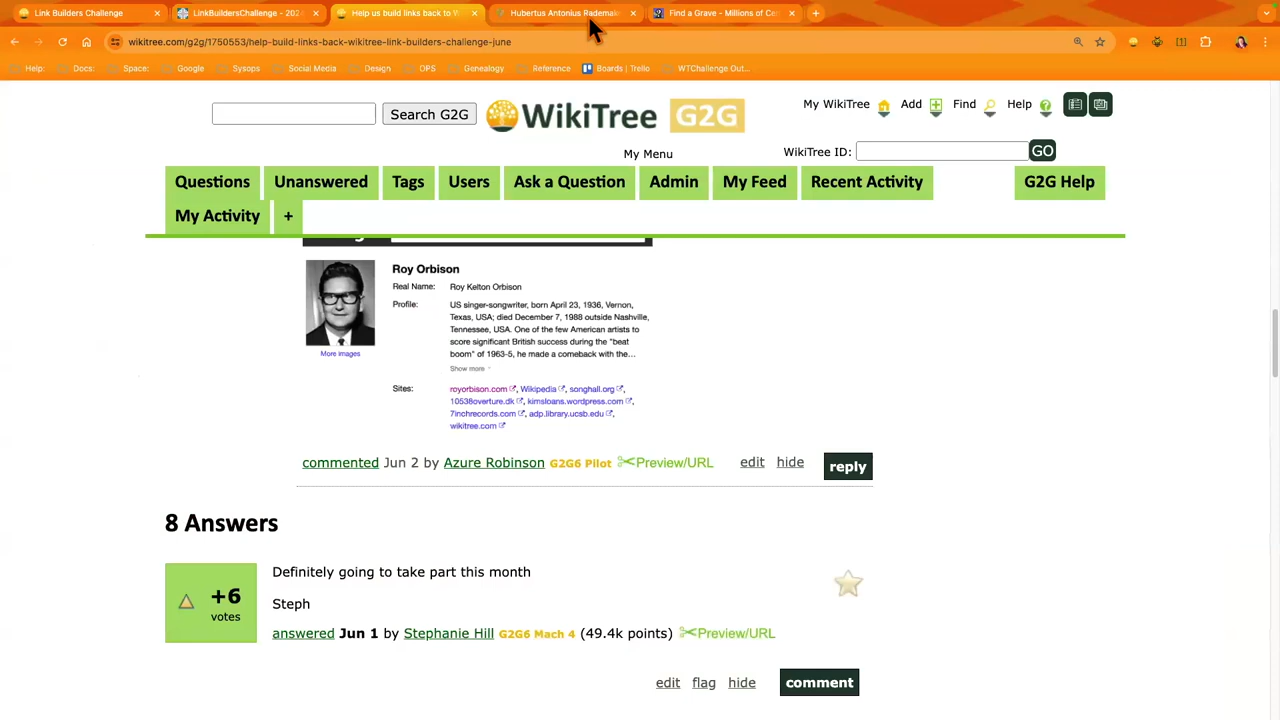 Link Builders Challenge
LinkBuildersChallenge - 202
Help us build links back to W
Hubertus Antonius Rademak
Find a Grave - Millions of Ce
wikitree.com/g2g/1750553/help-build-links-back-wikitree-link-builders-challenge-june
Help: Docs: Space: Google Sysops Social Media Design OPS Genealogy Reference Boards | Trello WTChallenge Out...
Search G2G WikiTree G2G My WikiTree Add Find Help
My Menu WikiTree ID: GO
Questions Unanswered Tags Users Ask a Question Admin My Feed Recent Activity G2G Help
My Activity +
Roy Orbison
Real Name: Roy Kelton Orbison
Profile: US singer-songwriter, born April 23, 1936, Vernon,
Texas, USA; died December 7, 1988 outside Nashville,
Tennessee, USA. One of the few American artists to
score significant British success during the "beat
boom" of 1963-5, he made a comeback with the...
More images
Show more
Sites: royorbison.com, Wikipedia, songhall.org,
10538overture.dk, kimsloans.wordpress.com,
7inchrecords.com, adp.library.ucsb.edu,
wikitree.com
commented Jun 2 by Azure Robinson G2G6 Pilot Preview/URL edit hide reply
8 Answers
+6
votes
Definitely going to take part this month
Steph
answered Jun 1 by Stephanie Hill G2G6 Mach 4 (49.4k points) Preview/URL
edit flag hide comment